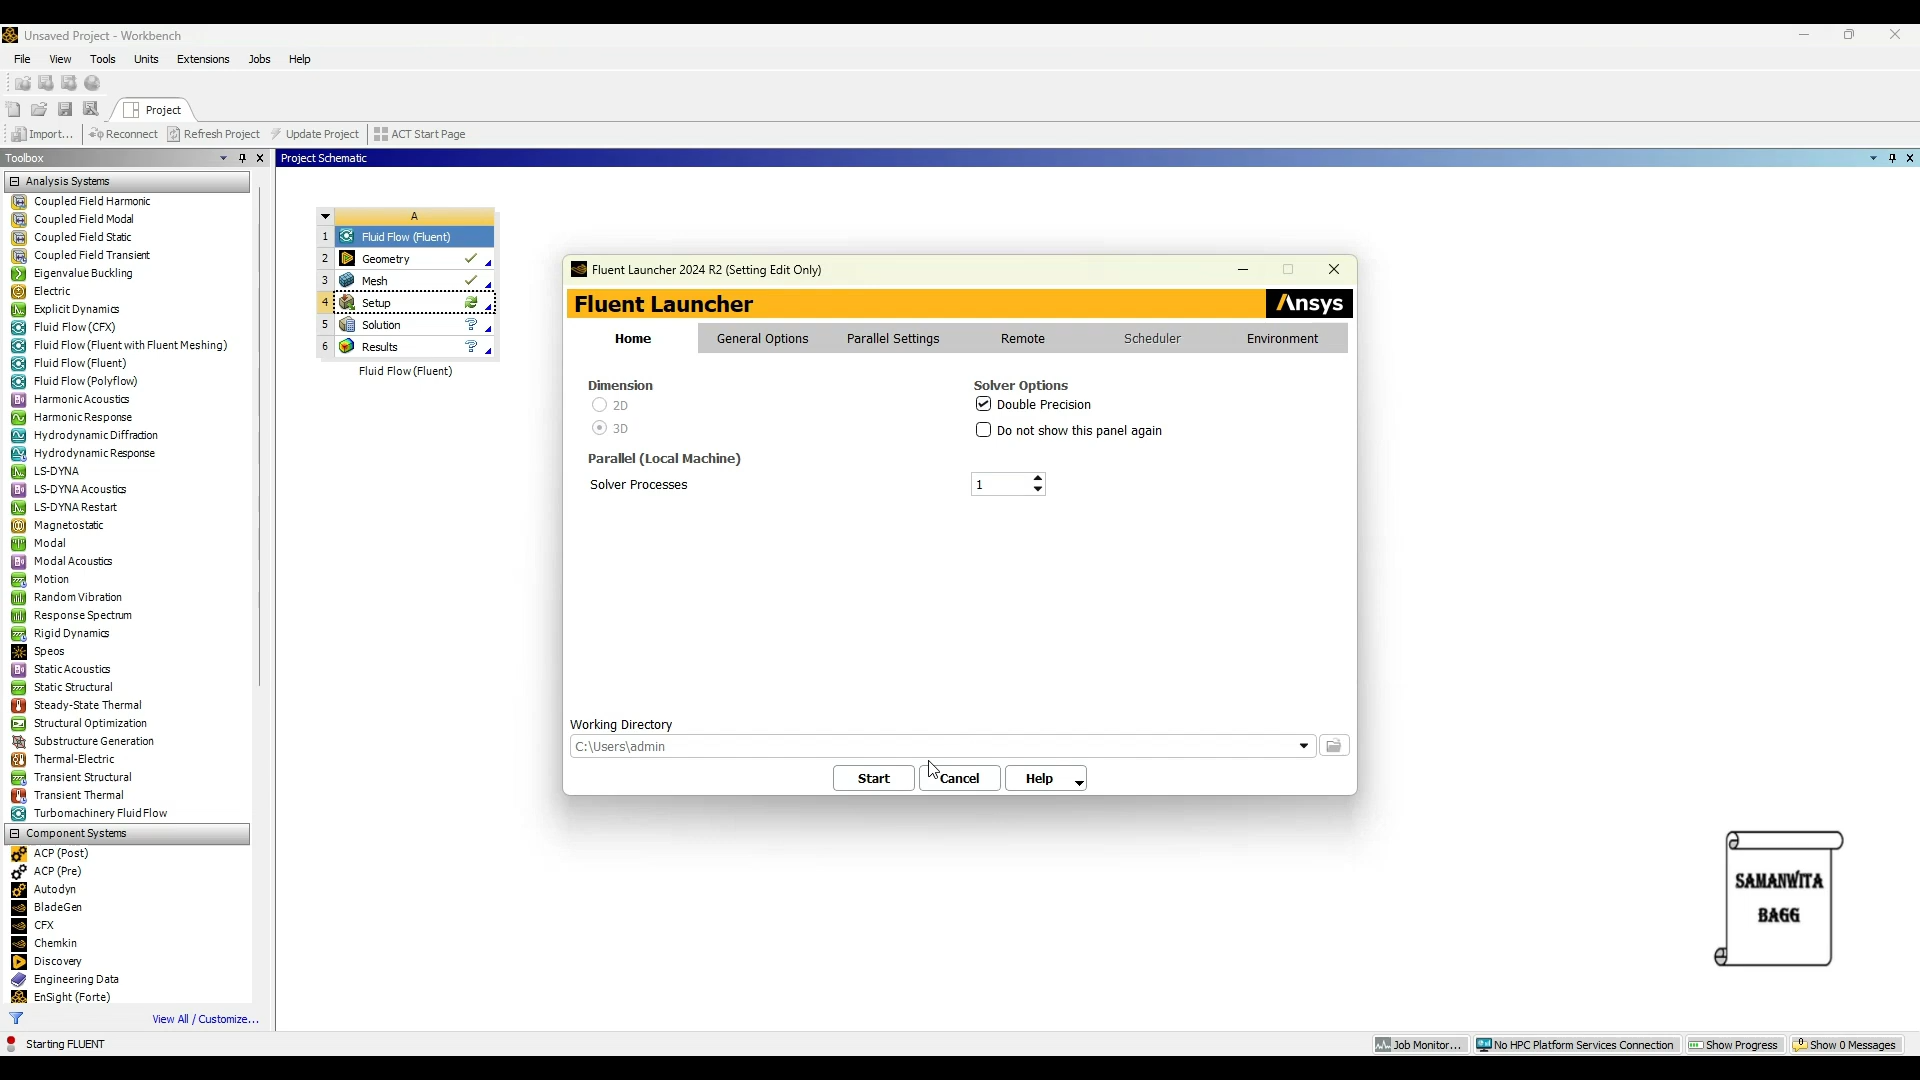 Unsaved Project - Workbench
File View Tools Units Extensions Jobs Help
Project
Import... Reconnect Refresh Project Update Project ACT Start Page
Toolbox
Analysis Systems
Coupled Field Harmonic
Coupled Field Modal
Coupled Field Static
Coupled Field Transient
Eigenvalue Buckling
Electric
Explicit Dynamics
Fluid Flow (CFX)
Fluid Flow (Fluent with Fluent Meshing)
Fluid Flow (Fluent)
Fluid Flow (Polyflow)
Harmonic Acoustics
Harmonic Response
Hydrodynamic Diffraction
Hydrodynamic Response
LS-DYNA
LS-DYNA Acoustics
LS-DYNA Restart
Magnetostatic
Modal
Modal Acoustics
Motion
Random Vibration
Response Spectrum
Rigid Dynamics
Speos
Static Acoustics
Static Structural
Steady-State Thermal
Structural Optimization
Substructure Generation
Thermal-Electric
Transient Structural
Transient Thermal
Turbomachinery Fluid Flow
Component Systems
ACP (Post)
ACP (Pre)
Autodyn
BladeGen
CFX
Chemkin
Discovery
Engineering Data
EnSight (Forte)
View All / Customize...
Project Schematic
A
1 Fluid Flow (Fluent)
2 Geometry
3 Mesh
4 Setup
5 Solution ?
6 Results ?
Fluid Flow (Fluent)
Fluent Launcher 2024 R2 (Setting Edit Only)
Fluent Launcher Ansys
Home General Options Parallel Settings Remote Scheduler Environment
Dimension
2D
3D
Solver Options
Double Precision
Do not show this panel again
Parallel (Local Machine)
Solver Processes 1
Working Directory
C:\Users\admin
Start Cancel Help
SAMANWITA
BAGG
Starting FLUENT
Job Monitor... No HPC Platform Services Connection Show Progress Show 0 Messages